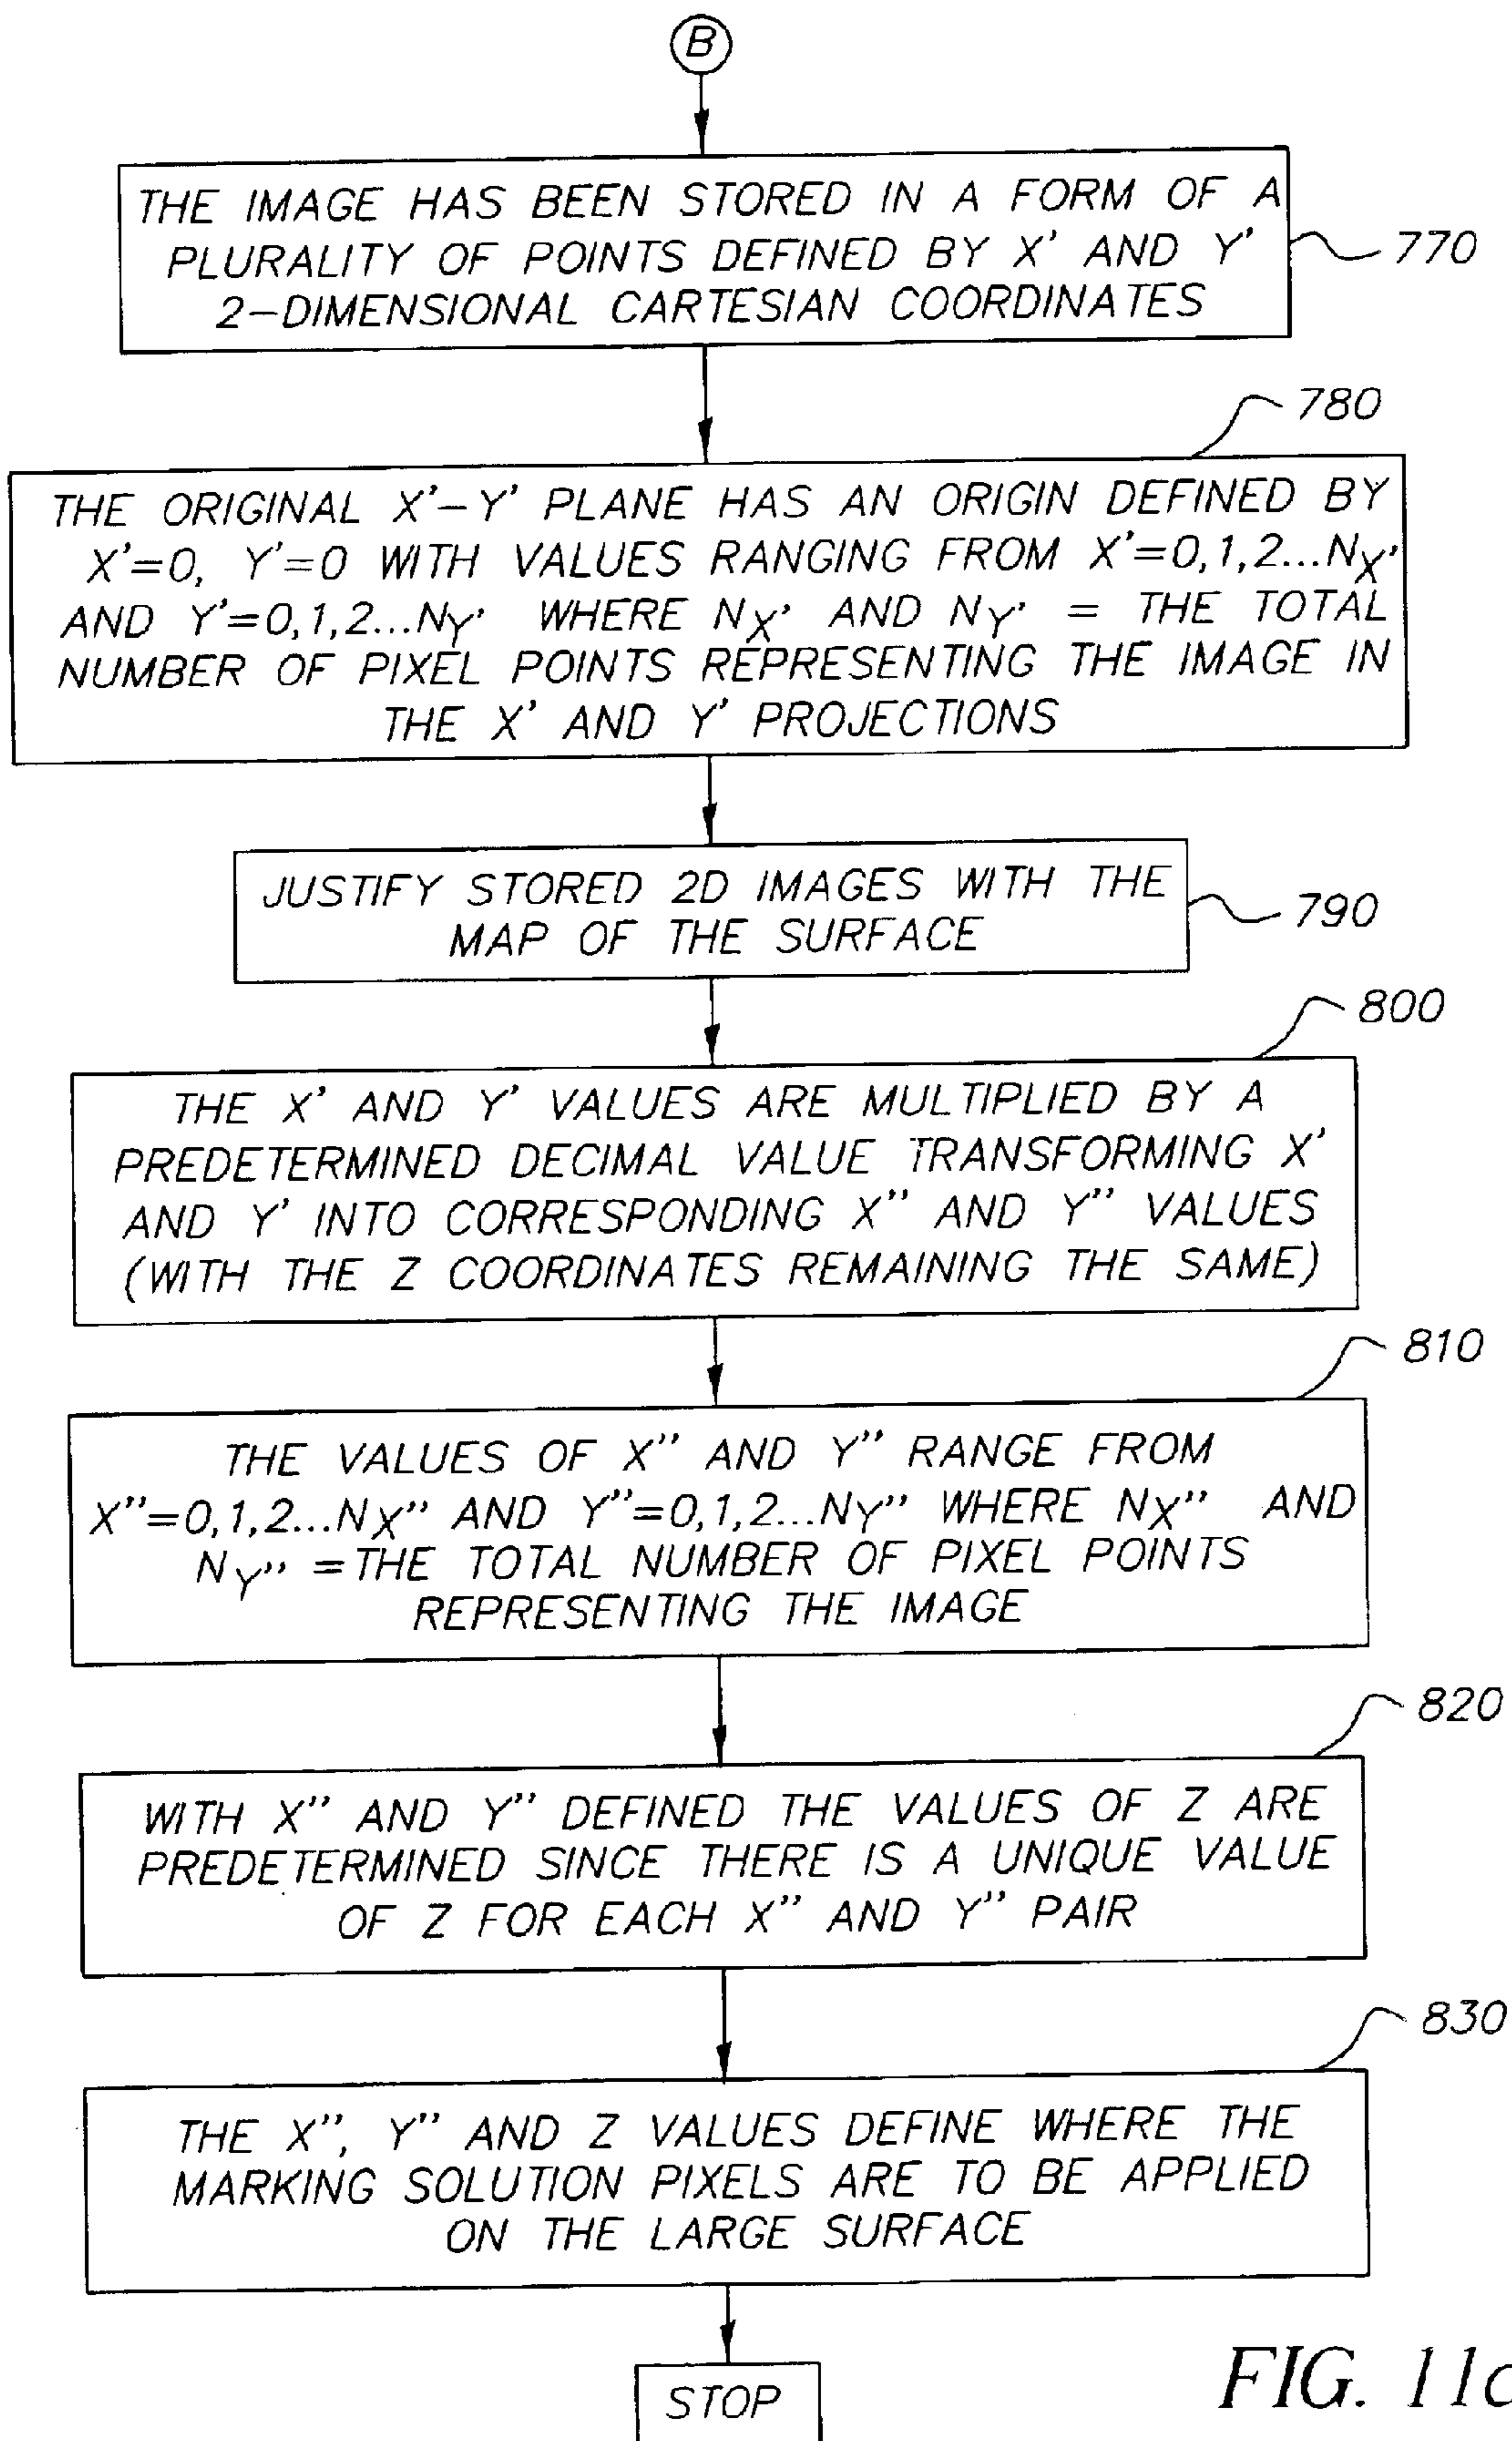 B
THE IMAGE HAS BEEN STORED IN A FORM OF A
PLURALITY OF POINTS DEFINED BY X' AND Y'
2-DIMENSIONAL CARTESIAN COORDINATES
770
780
THE ORIGINAL X'-Y' PLANE HAS AN ORIGIN DEFINED BY
X'=0, Y'=0 WITH VALUES RANGING FROM X'=0,1,2...NX'
AND Y'=0,1,2...NY' WHERE NX' AND NY' = THE TOTAL
NUMBER OF PIXEL POINTS REPRESENTING THE IMAGE IN
THE X' AND Y' PROJECTIONS
JUSTIFY STORED 2D IMAGES WITH THE
MAP OF THE SURFACE
790
800
THE X' AND Y' VALUES ARE MULTIPLIED BY A
PREDETERMINED DECIMAL VALUE TRANSFORMING X'
AND Y' INTO CORRESPONDING X" AND Y" VALUES
(WITH THE Z COORDINATES REMAINING THE SAME)
810
THE VALUES OF X" AND Y" RANGE FROM
X"=0,1,2...NX" AND Y"=0,1,2...NY" WHERE NX" AND
NY" =THE TOTAL NUMBER OF PIXEL POINTS
REPRESENTING THE IMAGE
820
WITH X" AND Y" DEFINED THE VALUES OF Z ARE
PREDETERMINED SINCE THERE IS A UNIQUE VALUE
OF Z FOR EACH X" AND Y" PAIR
830
THE X", Y" AND Z VALUES DEFINE WHERE THE
MARKING SOLUTION PIXELS ARE TO BE APPLIED
ON THE LARGE SURFACE
STOP
FIG.